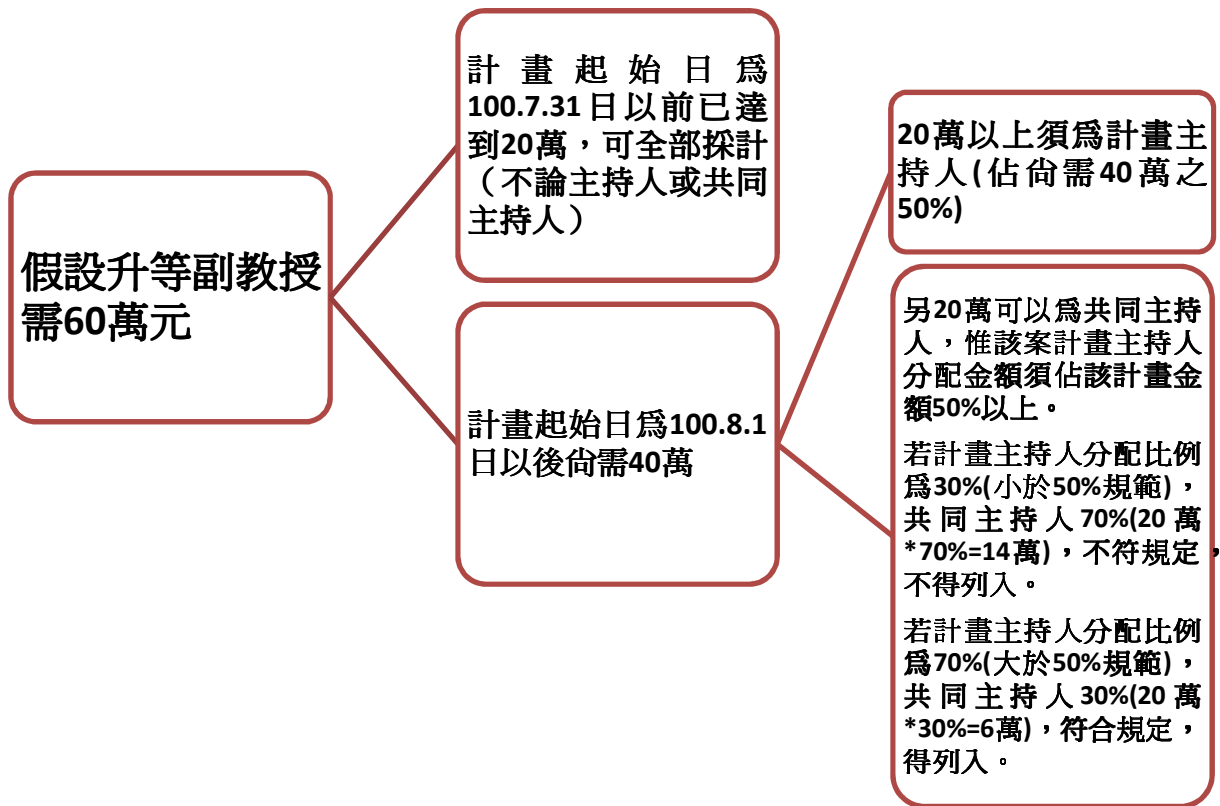 假設升等副教授
需60萬元
計畫起始日爲
100.7.31日以前已達
到20萬，可全部採計
（不論主持人或共同
主持人）
計畫起始日爲100.8.1
日以後尙需40萬
20萬以上須爲計畫主
持人(佔尙需40萬之
50%)
另20萬可以爲共同主持
人，惟該案計畫主持人
分配金額須佔該計畫金
額50%以上。
若計畫主持人分配比例
爲30%(小於50%規範)，
共同主持人70%(20萬
*70%=14萬)，不符規定，
不得列入。
若計畫主持人分配比例
爲70%(大於50%規範)，
共同主持人30%(20萬
*30%=6萬)，符合規定，
得列入。